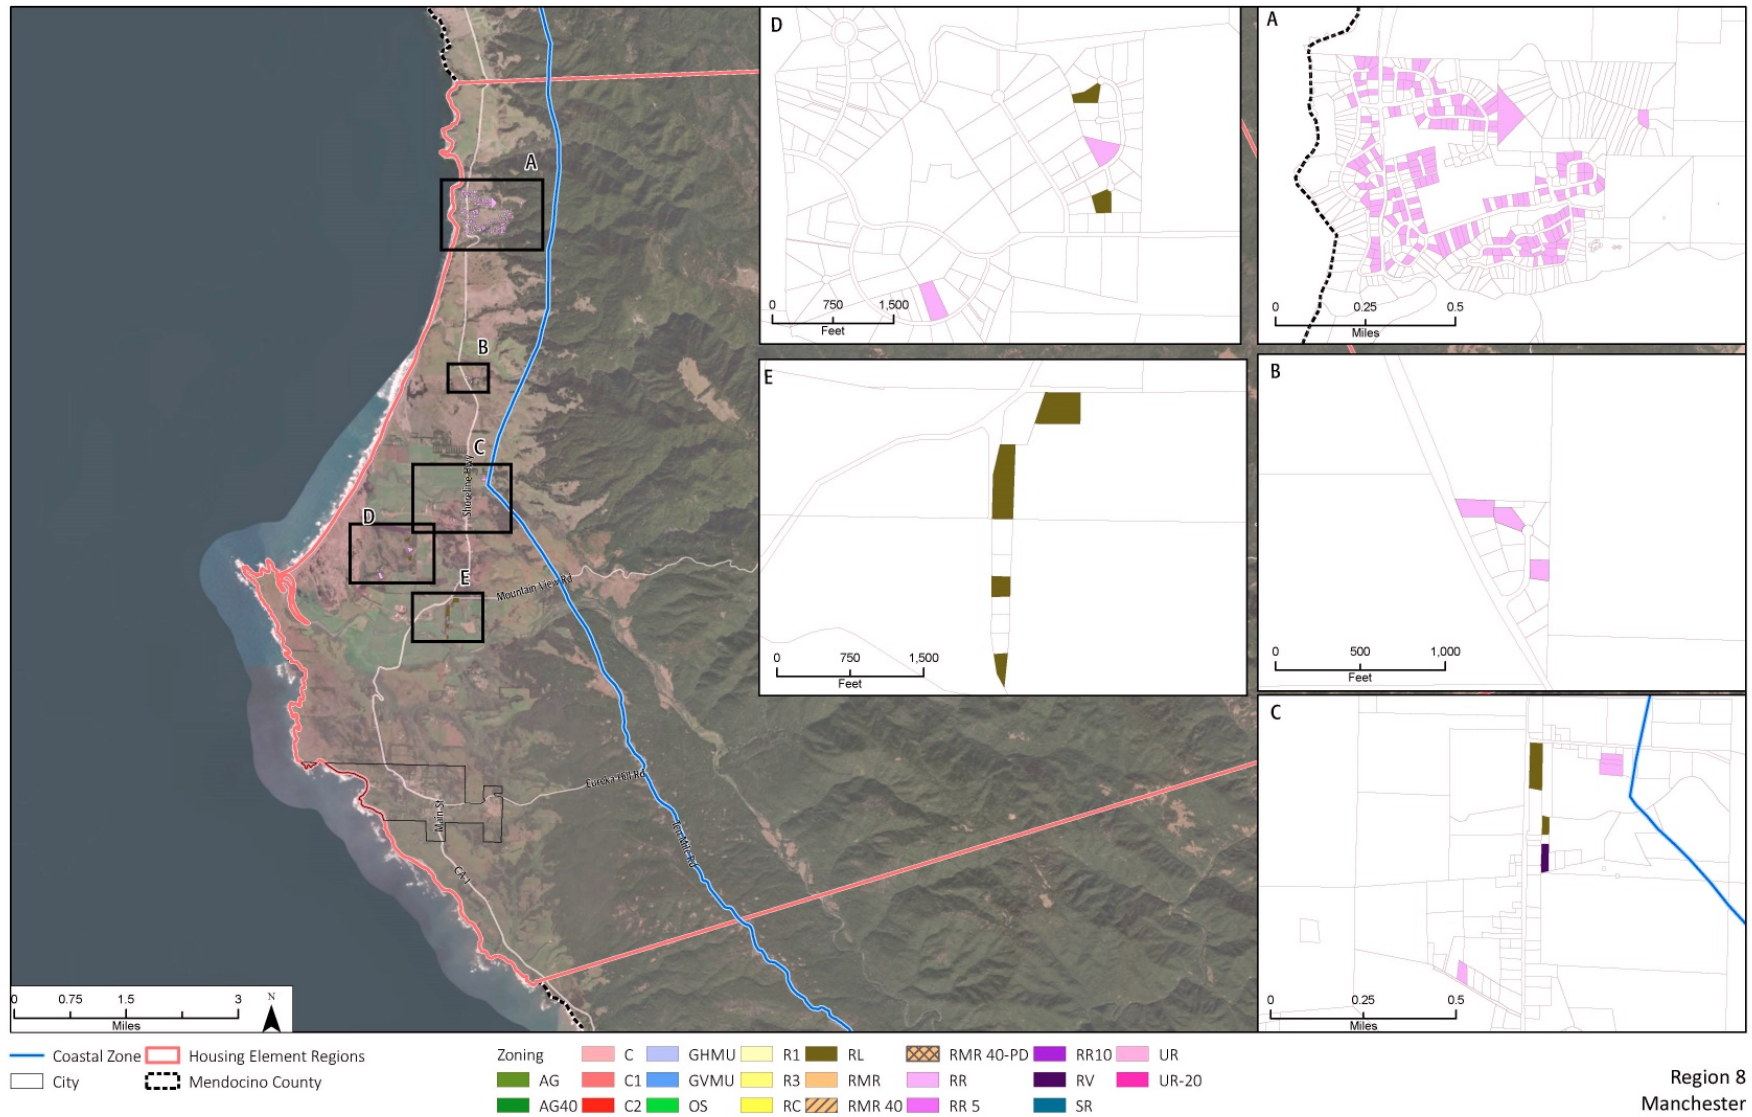 A
B
C
D
E
Shoreline Hwy
Mountain View Rd
Eureka Hill Rd
Main St
Ten Mile Rd
CA-1
0 0.75 1.5 3
Miles
N
D
0 750 1,500
Feet
A
0 0.25 0.5
Miles
E
0 750 1,500
Feet
B
0 500 1,000
Feet
C
0 0.25 0.5
Miles
Coastal Zone
Housing Element Regions
City
Mendocino County
Zoning
AG
AG40
C
C1
C2
GHMU
GVMU
OS
R1
R3
RC
RL
RMR
RMR 40
RMR 40-PD
RR
RR 5
RR10
RV
SR
UR
UR-20
Region 8
Manchester